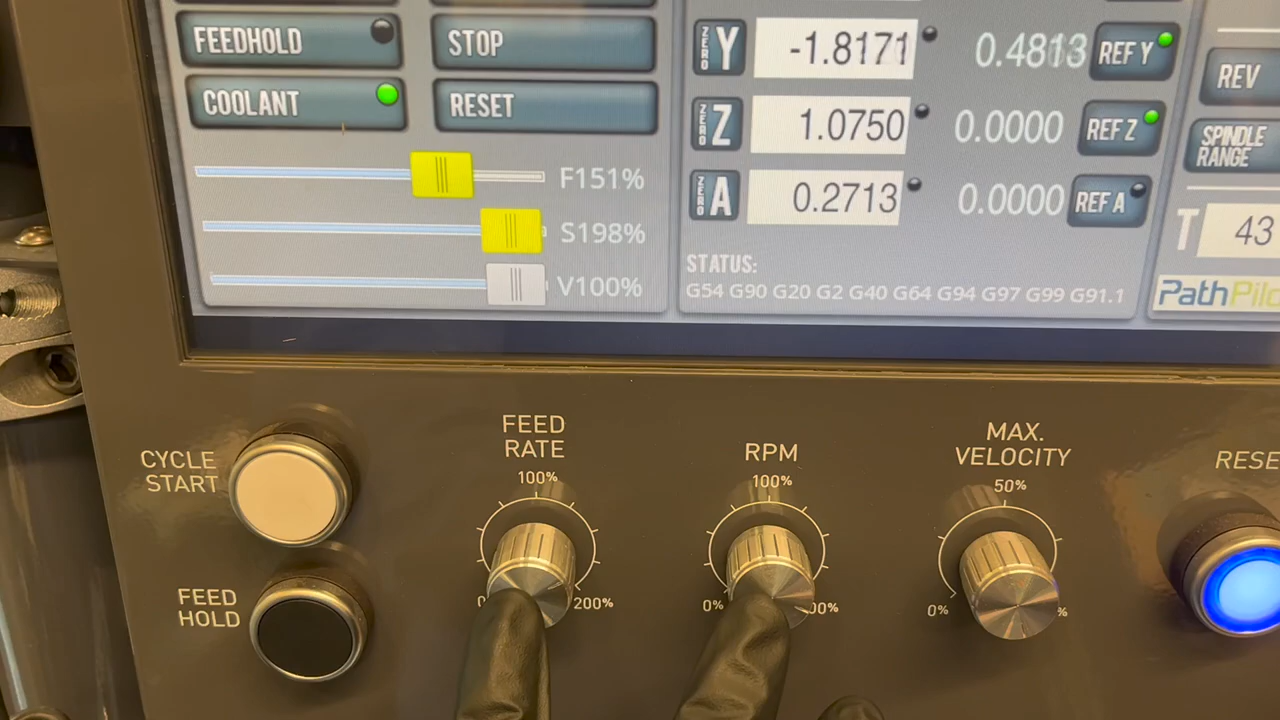 FEEDHOLD
STOP
COOLANT
RESET
F151%
S198%
V100%
ZERO Y -1.8171 0.4813 REF Y
ZERO Z 1.0750 0.0000 REF Z
ZERO A 0.2713 0.0000 REF A
STATUS:
G54 G90 G20 G2 G40 G64 G94 G97 G99 G91.1
REV
SPINDLE
RANGE
T 43
PathPil
CYCLE
START
FEED
HOLD
FEED
RATE
100%
200%
RPM
100%
0%
00%
MAX.
VELOCITY
50%
0%
%
RESE